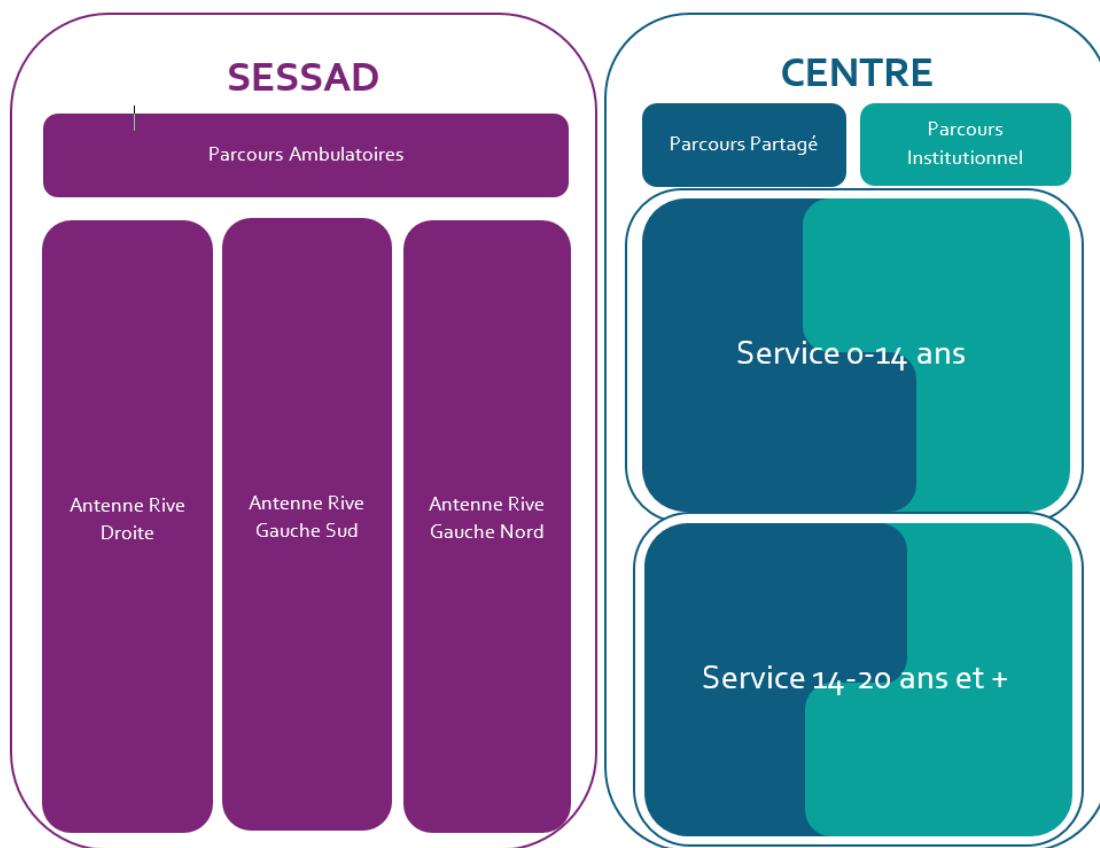 SESSAD
Parcours Ambulatoires
Antenne Rive
Droite
Antenne Rive
Gauche Sud
Antenne Rive
Gauche Nord
CENTRE
Parcours Partagé
Parcours
Institutionnel
Service 0-14 ans
Service 14-20 ans et +